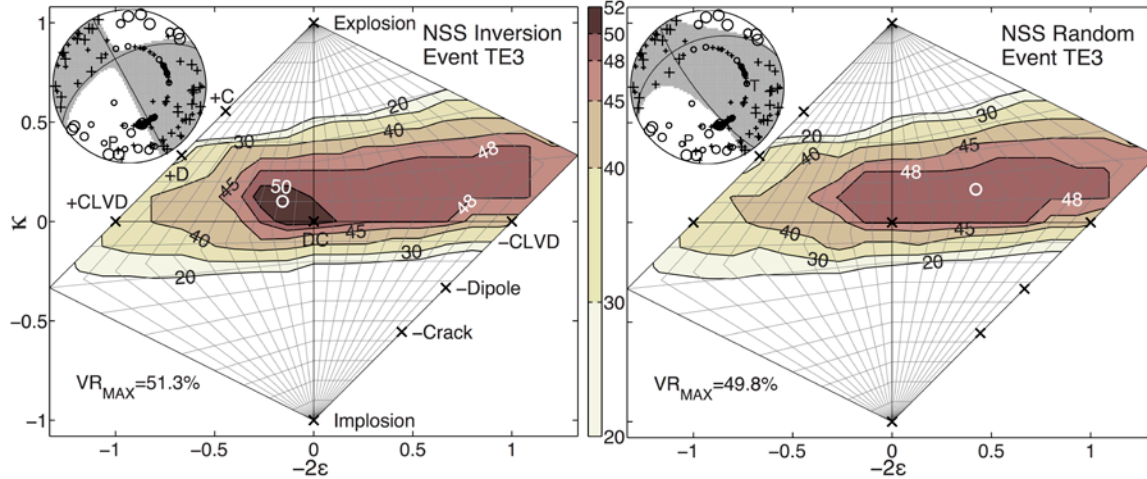 NSS Inversion
Event TE3
Explosion
+C
+D
+CLVD
DC
−CLVD
−Dipole
−Crack
Implosion
VR_MAX=51.3%
20
30
40
45
50
48
48
45
40
30
20
κ
1
0.5
0
−0.5
−1
−1
−0.5
0
0.5
1
−2ε
52
50
48
45
40
30
20
NSS Random
Event TE3
T
P
20
30
40
45
48
48
45
40
30
20
VR_MAX=49.8%
−1
−0.5
0
0.5
1
−2ε